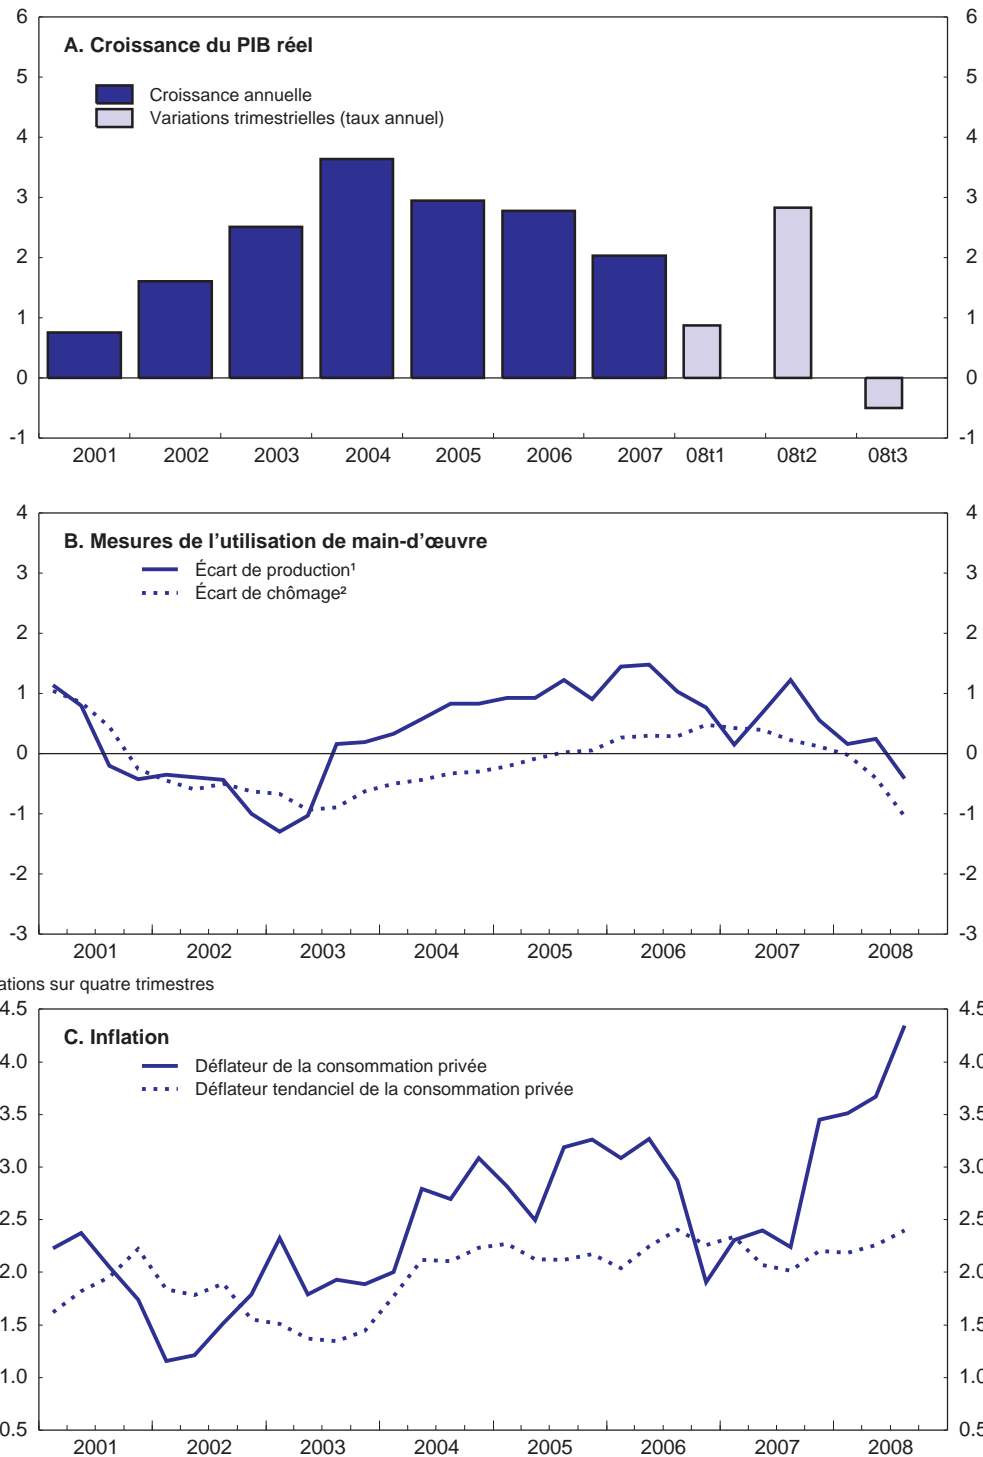 A. Croissance du PIB réel
Croissance annuelle
Variations trimestrielles (taux annuel)
6 6
5 5
4 4
3 3
2 2
1 1
0 0
-1 -1
2001 2002 2003 2004 2005 2006 2007 08t1 08t2 08t3
B. Mesures de l’utilisation de main-d’œuvre
Écart de production¹
Écart de chômage²
4 4
3 3
2 2
1 1
0 0
-1 -1
-2 -2
-3 -3
2001 2002 2003 2004 2005 2006 2007 2008
ations sur quatre trimestres
C. Inflation
Déflateur de la consommation privée
Déflateur tendanciel de la consommation privée
4.5 4.5
4.0 4.0
3.5 3.5
3.0 3.0
2.5 2.5
2.0 2.0
1.5 1.5
1.0 1.0
0.5 0.5
2001 2002 2003 2004 2005 2006 2007 2008